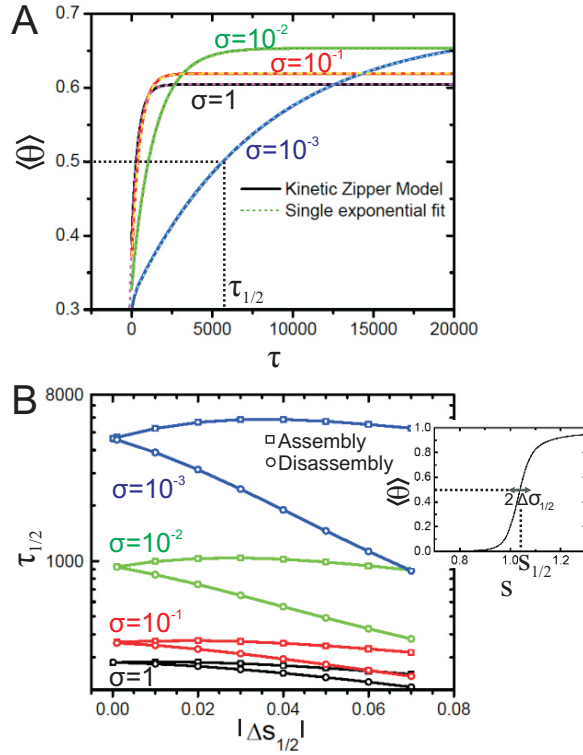 A
σ=10⁻²
σ=10⁻¹
σ=1
σ=10⁻³
Kinetic Zipper Model
Single exponential fit
τ₁/₂
⟨Θ⟩
0.7
0.6
0.5
0.4
0.3
0 5000 10000 15000 20000
τ
B
8000
1000
τ₁/₂
Assembly
Disassembly
σ=10⁻³
σ=10⁻²
σ=10⁻¹
σ=1
0.00 0.02 0.04 0.06 0.08
|Δs₁/₂|
⟨Θ⟩
1.0
0.8
0.6
0.4
0.2
0.0
2 Δσ₁/₂
0.8 1.0 1.2
S₁/₂
S